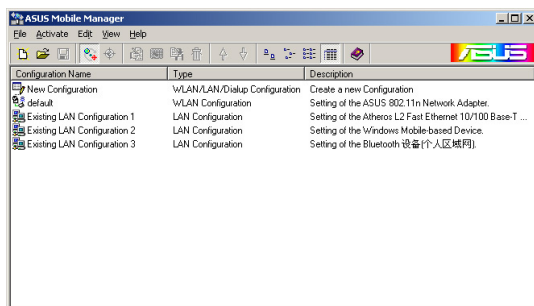 ASUS Mobile Manager
File Activate Edit View Help
ASUS
Configuration Name Type Description
New Configuration WLAN/LAN/Dialup Configuration Create a new Configuration
default WLAN Configuration Setting of the ASUS 802.11n Network Adapter.
Existing LAN Configuration 1 LAN Configuration Setting of the Atheros L2 Fast Ethernet 10/100 Base-T ...
Existing LAN Configuration 2 LAN Configuration Setting of the Windows Mobile-based Device.
Existing LAN Configuration 3 LAN Configuration Setting of the Bluetooth 设备(个人区域网).